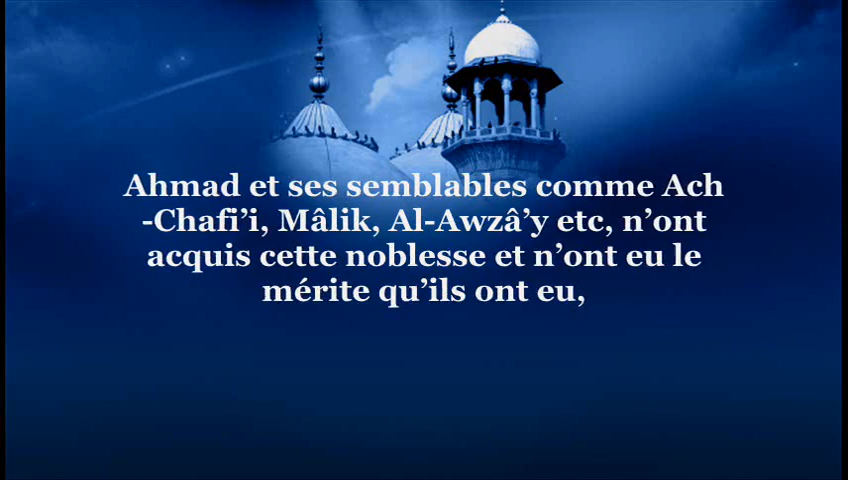 Ahmad et ses semblables comme Ach
-Chafi’i, Mâlik, Al-Awzâ’y etc, n’ont
acquis cette noblesse et n’ont eu le
mérite qu’ils ont eu,